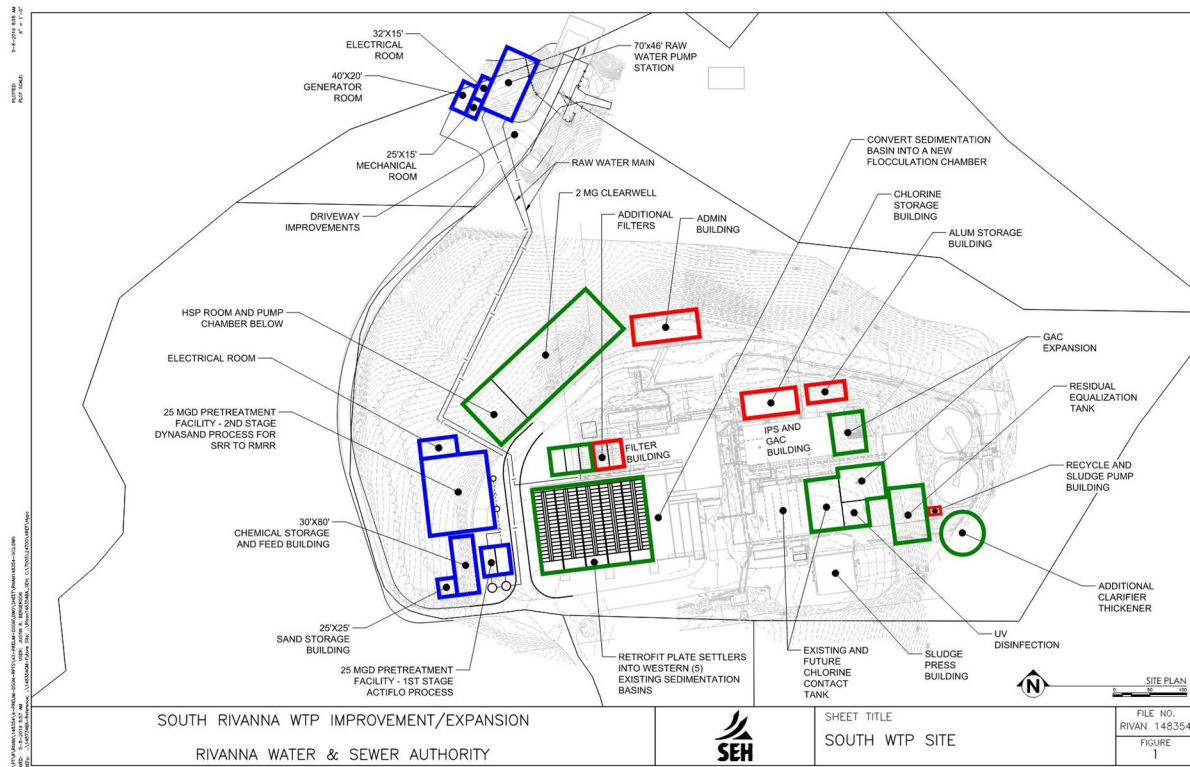 PLOTTED:
PLOT SCALE:
32'X15'
ELECTRICAL
ROOM
70'x46' RAW
WATER PUMP
STATION
40'X20'
GENERATOR
ROOM
25'X15'
MECHANICAL
ROOM
RAW WATER MAIN
CONVERT SEDIMENTATION
BASIN INTO A NEW
FLOCCULATION CHAMBER
2 MG CLEARWELL
CHLORINE
STORAGE
BUILDING
DRIVEWAY
IMPROVEMENTS
ADDITIONAL
FILTERS
ADMIN
BUILDING
ALUM STORAGE
BUILDING
HSP ROOM AND PUMP
CHAMBER BELOW
GAC
EXPANSION
ELECTRICAL ROOM
RESIDUAL
EQUALIZATION
TANK
25 MGD PRETREATMENT
FACILITY - 2ND STAGE
DYNASAND PROCESS FOR
SRR TO RMRR
FILTER
BUILDING
IPS AND
GAC
BUILDING
RECYCLE AND
SLUDGE PUMP
BUILDING
30'X80'
CHEMICAL STORAGE
AND FEED BUILDING
ADDITIONAL
CLARIFIER
THICKENER
25'X25'
SAND STORAGE
BUILDING
25 MGD PRETREATMENT
FACILITY - 1ST STAGE
ACTIFLO PROCESS
RETROFIT PLATE SETTLERS
INTO WESTERN (5)
EXISTING SEDIMENTATION
BASINS
EXISTING AND
FUTURE
CHLORINE
CONTACT
TANK
SLUDGE
PRESS
BUILDING
UV
DISINFECTION
N
SITE PLAN
SOUTH RIVANNA WTP IMPROVEMENT/EXPANSION
RIVANNA WATER & SEWER AUTHORITY
SEH
SHEET TITLE
SOUTH WTP SITE
FILE NO.
RIVAN 148354
FIGURE
1